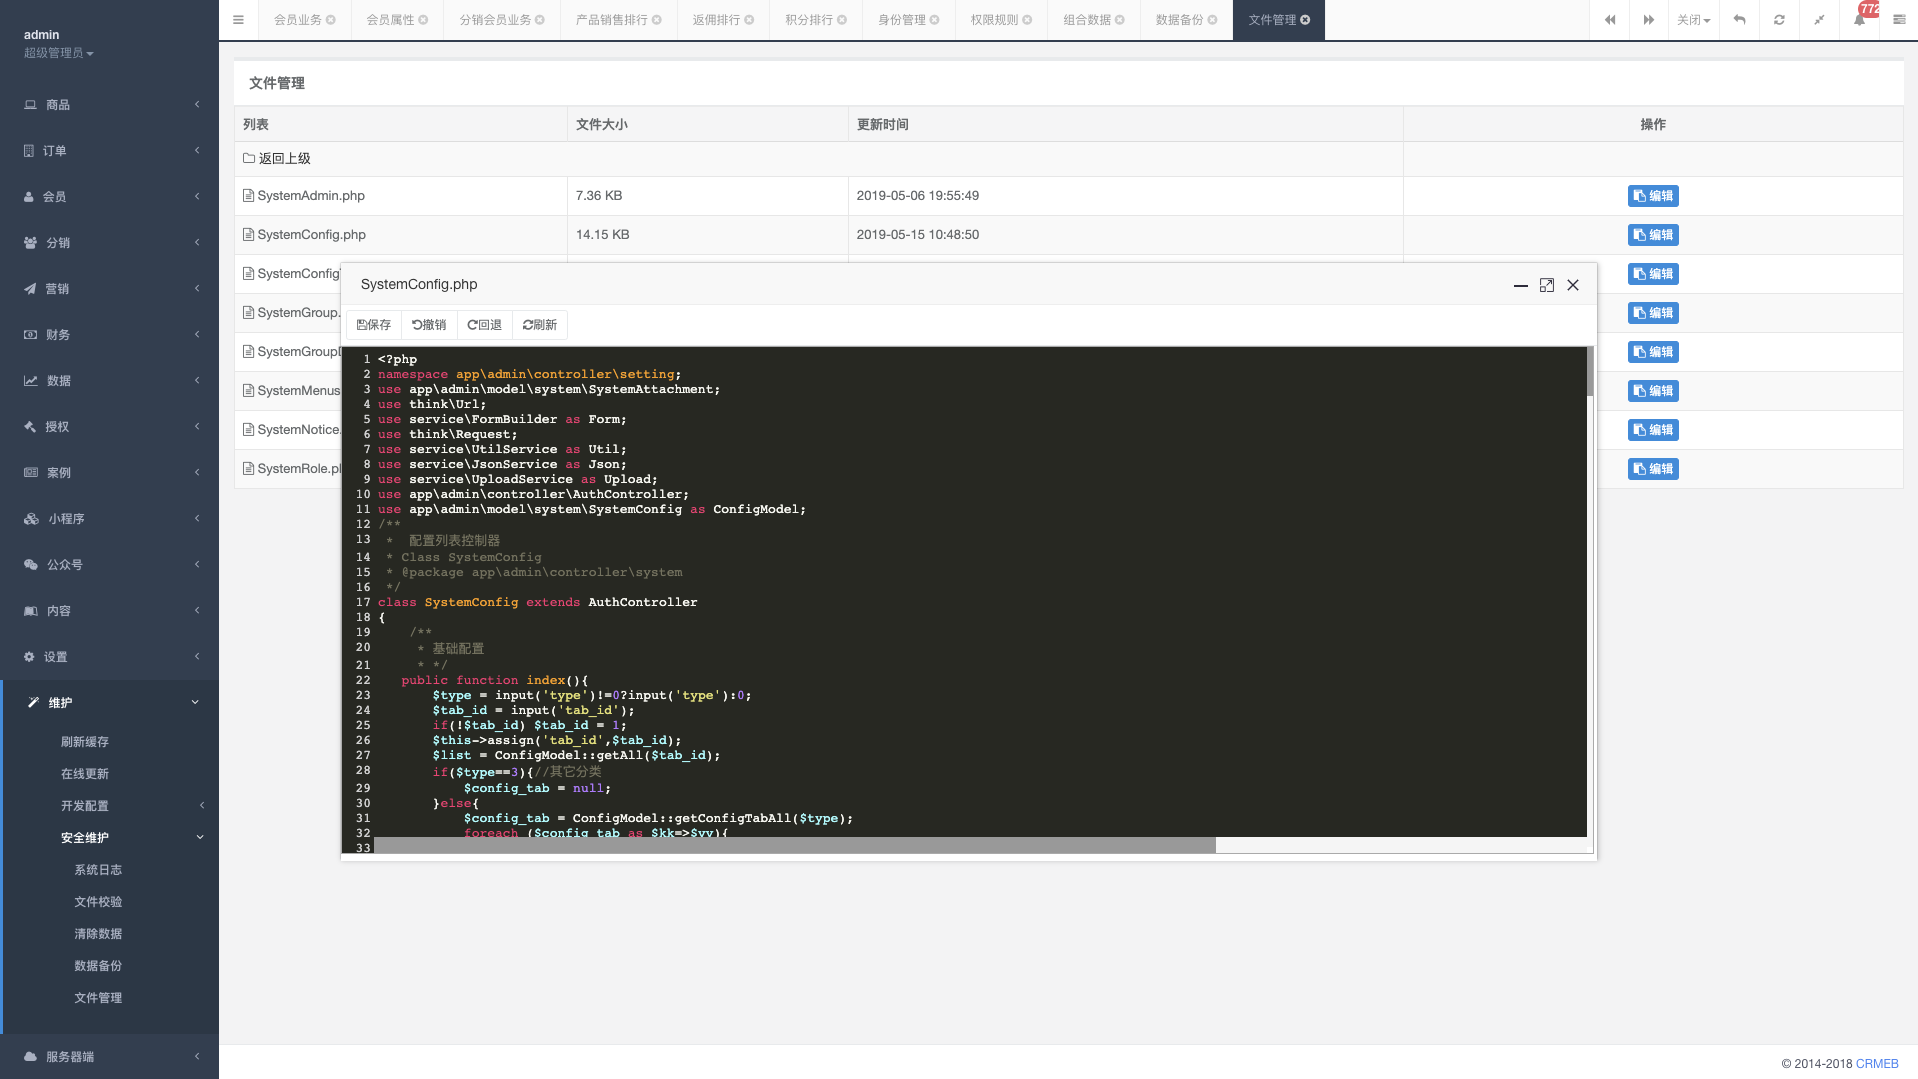 admin
超级管理员
商品
订单
会员
分销
营销
财务
数据
授权
案例
小程序
公众号
内容
设置
维护
刷新缓存
在线更新
开发配置
安全维护
系统日志
文件校验
清除数据
数据备份
文件管理
服务器端
会员业务 会员属性 分销会员业务 产品销售排行 返佣排行 积分排行 身份管理 权限规则 组合数据 数据备份 文件管理 关闭
文件管理
列表 文件大小 更新时间 操作
返回上级
SystemAdmin.php 7.36 KB 2019-05-06 19:55:49 编辑
SystemConfig.php 14.15 KB 2019-05-15 10:48:50 编辑
SystemConfig 编辑
SystemGroup. 编辑
SystemGroup 编辑
SystemMenus 编辑
SystemNotice. 编辑
SystemRole.p 编辑
SystemConfig.php
保存 撤销 回退 刷新
1 <?php
2 namespace app\admin\controller\setting;
3 use app\admin\model\system\SystemAttachment;
4 use think\Url;
5 use service\FormBuilder as Form;
6 use think\Request;
7 use service\UtilService as Util;
8 use service\JsonService as Json;
9 use service\UploadService as Upload;
10 use app\admin\controller\AuthController;
11 use app\admin\model\system\SystemConfig as ConfigModel;
12 /**
13 * 配置列表控制器
14 * Class SystemConfig
15 * @package app\admin\controller\system
16 */
17 class SystemConfig extends AuthController
18 {
19 /**
20 * 基础配置
21 * */
22 public function index(){
23 $type = input('type')!=0?input('type'):0;
24 $tab_id = input('tab_id');
25 if(!$tab_id) $tab_id = 1;
26 $this->assign('tab_id',$tab_id);
27 $list = ConfigModel::getAll($tab_id);
28 if($type==3){//其它分类
29 $config_tab = null;
30 }else{
31 $config_tab = ConfigModel::getConfigTabAll($type);
32 foreach ($config_tab as $kk=>$vv){
33
© 2014-2018 CRMEB